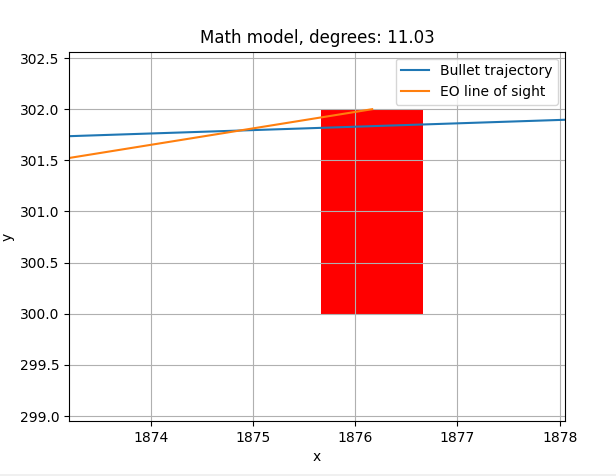 Math model, degrees: 11.03
Bullet trajectory
EO line of sight
302.5
302.0
301.5
301.0
300.5
300.0
299.5
299.0
y
1874 1875 1876 1877 1878
x